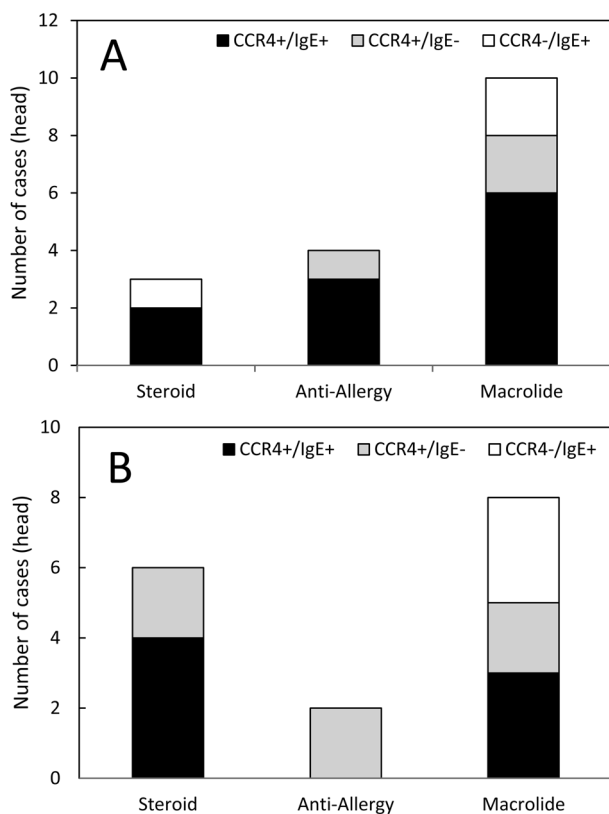 A
CCR4+/IgE+ CCR4+/IgE- CCR4-/IgE+
Number of cases (head)
12
10
8
6
4
2
0
Steroid Anti-Allergy Macrolide
B
CCR4+/IgE+ CCR4+/IgE- CCR4-/IgE+
Number of cases (head)
10
8
6
4
2
0
Steroid Anti-Allergy Macrolide